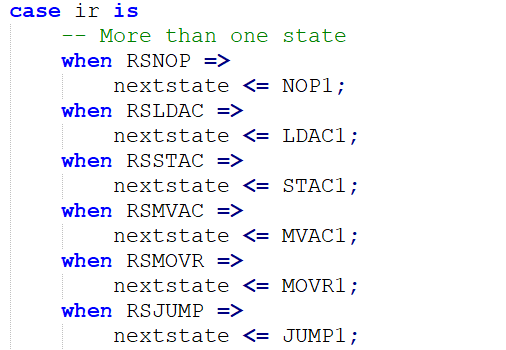 case ir is
-- More than one state
when RSNOP =>
nextstate <= NOP1;
when RSLDAC =>
nextstate <= LDAC1;
when RSSTAC =>
nextstate <= STAC1;
when RSMVAC =>
nextstate <= MVAC1;
when RSMOVR =>
nextstate <= MOVR1;
when RSJUMP =>
nextstate <= JUMP1;